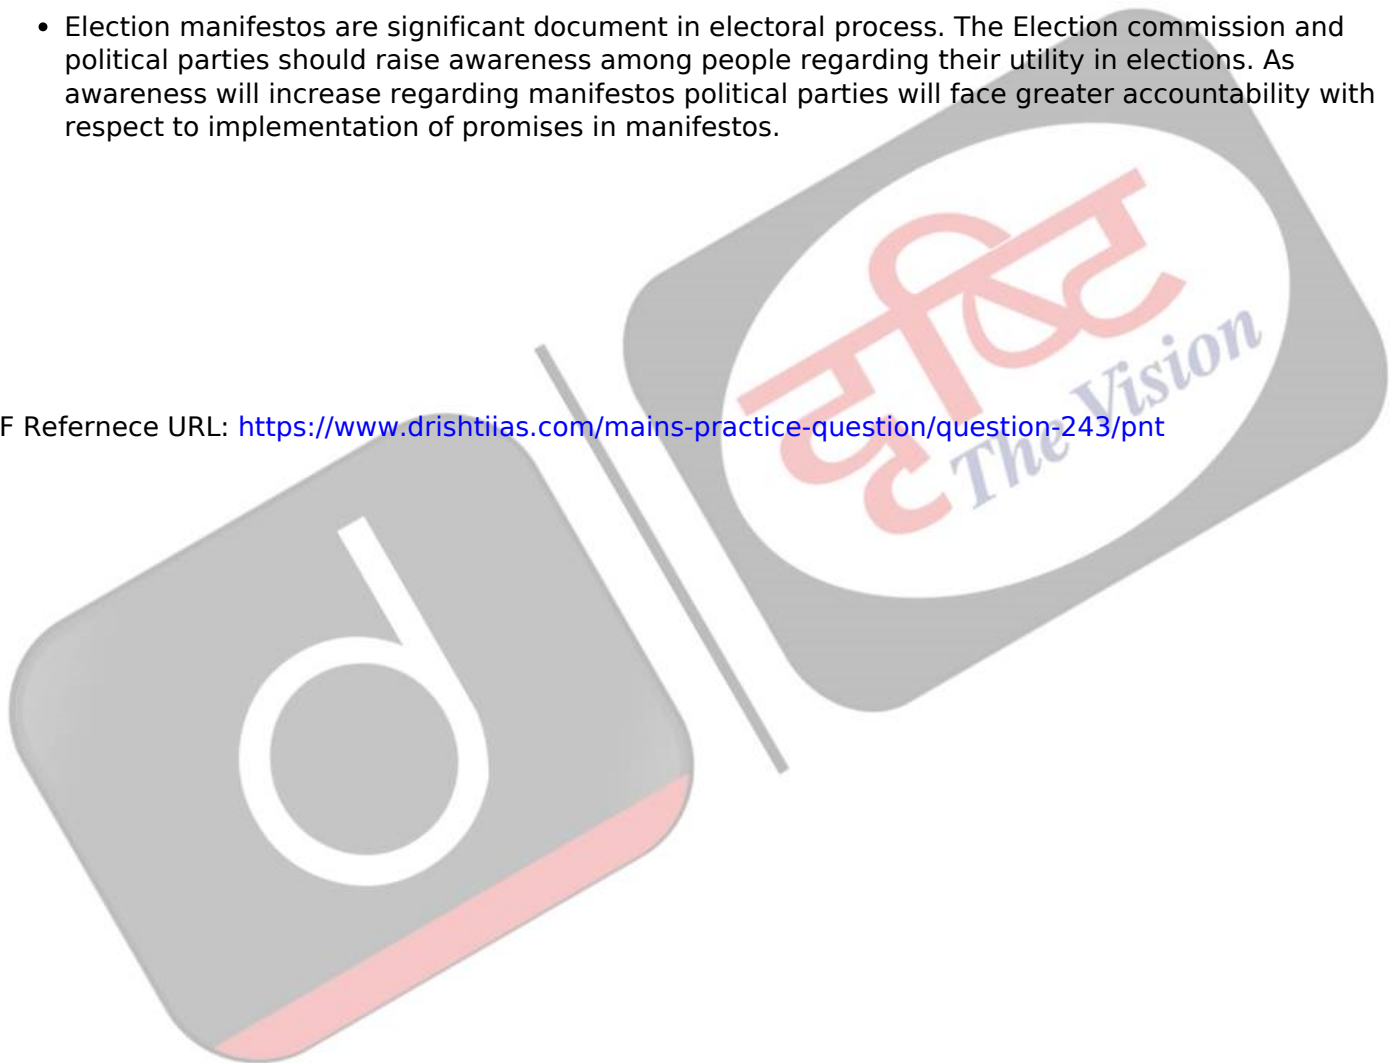 • Election manifestos are significant document in electoral process. The Election commission and
political parties should raise awareness among people regarding their utility in elections. As
awareness will increase regarding manifestos political parties will face greater accountability with
respect to implementation of promises in manifestos.
दृष्टि
The Vision
F Refernece URL: https://www.drishtiias.com/mains-practice-question/question-243/pnt
d